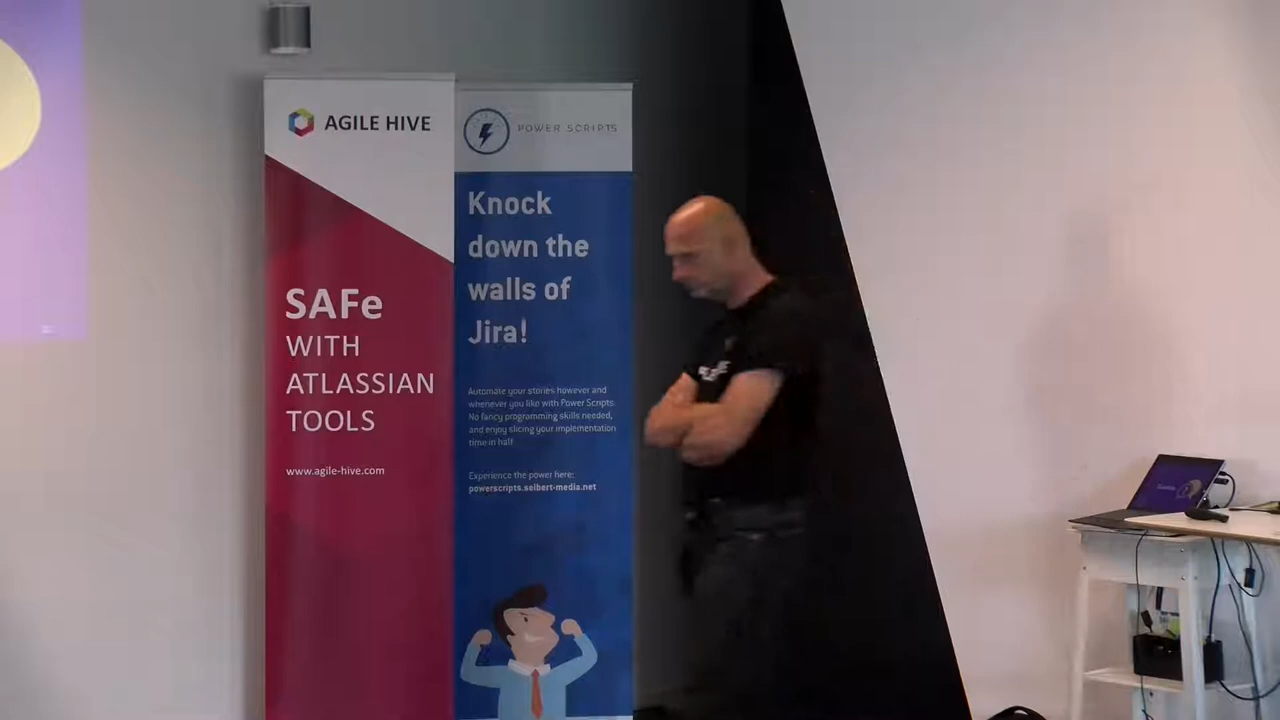 AGILE HIVE
SAFe
WITH
ATLASSIAN
TOOLS
www.agile-hive.com
POWER SCRIPTS
Knock
down the
walls of
Jira!
Automate your stories however and
whenever you like with Power Scripts.
No fancy programming skills needed,
and enjoy slicing your implementation
time in half.
Experience the power here:
powerscripts.seibert-media.net